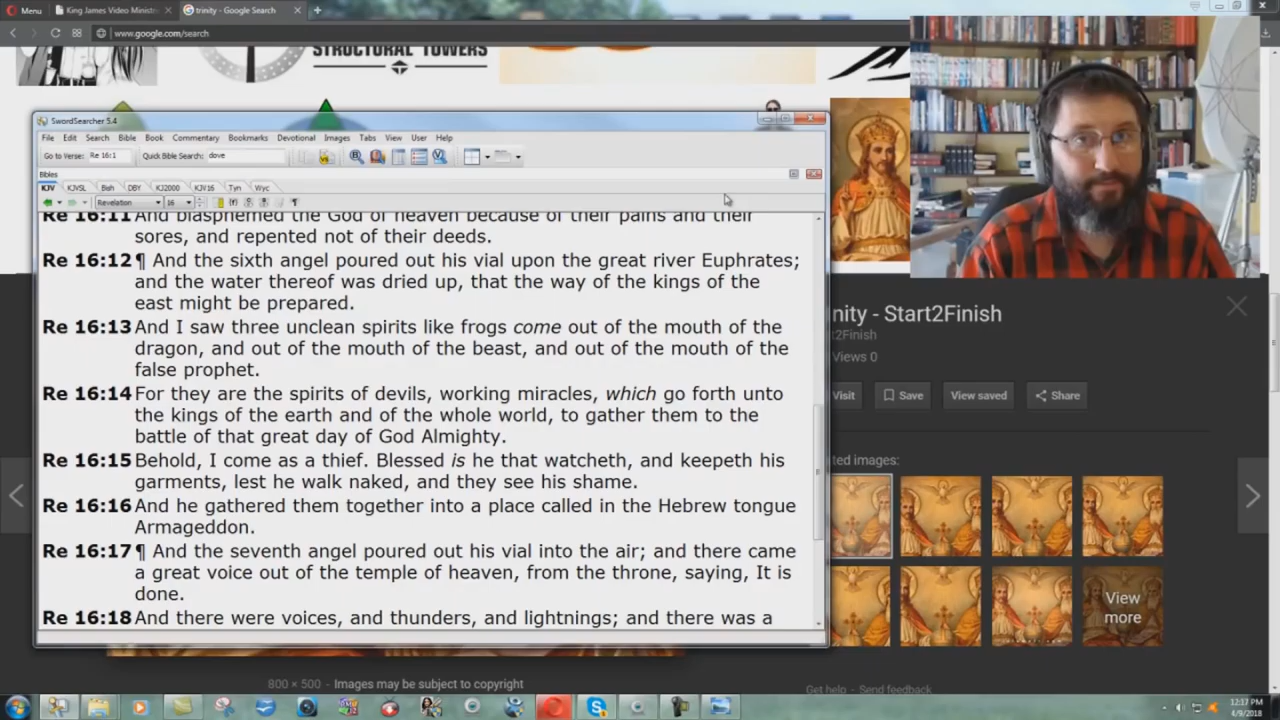 Menu
King James Video Ministr
trinity - Google Search
www.google.com/search
STRUCTURAL TOWERS
SwordSearcher 5.4
File Edit Search Bible Book Commentary Bookmarks Devotional Images Tabs View User Help
Go to Verse: Re 16:1 Quick Bible Search: dove
Bibles
KJV KJVSL Bish DBY KJ2000 KJV16 Tyn Wyc
Revelation 16
Re 16:11 And blasphemed the God of heaven because of their pains and their
sores, and repented not of their deeds.
Re 16:12 ¶ And the sixth angel poured out his vial upon the great river Euphrates;
and the water thereof was dried up, that the way of the kings of the
east might be prepared.
Re 16:13 And I saw three unclean spirits like frogs come out of the mouth of the
dragon, and out of the mouth of the beast, and out of the mouth of the
false prophet.
Re 16:14 For they are the spirits of devils, working miracles, which go forth unto
the kings of the earth and of the whole world, to gather them to the
battle of that great day of God Almighty.
Re 16:15 Behold, I come as a thief. Blessed is he that watcheth, and keepeth his
garments, lest he walk naked, and they see his shame.
Re 16:16 And he gathered them together into a place called in the Hebrew tongue
Armageddon.
Re 16:17 ¶ And the seventh angel poured out his vial into the air; and there came
a great voice out of the temple of heaven, from the throne, saying, It is
done.
Re 16:18 And there were voices, and thunders, and lightnings; and there was a
nity - Start2Finish
t2Finish
Views 0
Visit Save View saved Share
ted images:
View
more
800 × 500 - Images may be subject to copyright
Get help - Send feedback
12:17 PM
4/9/2018